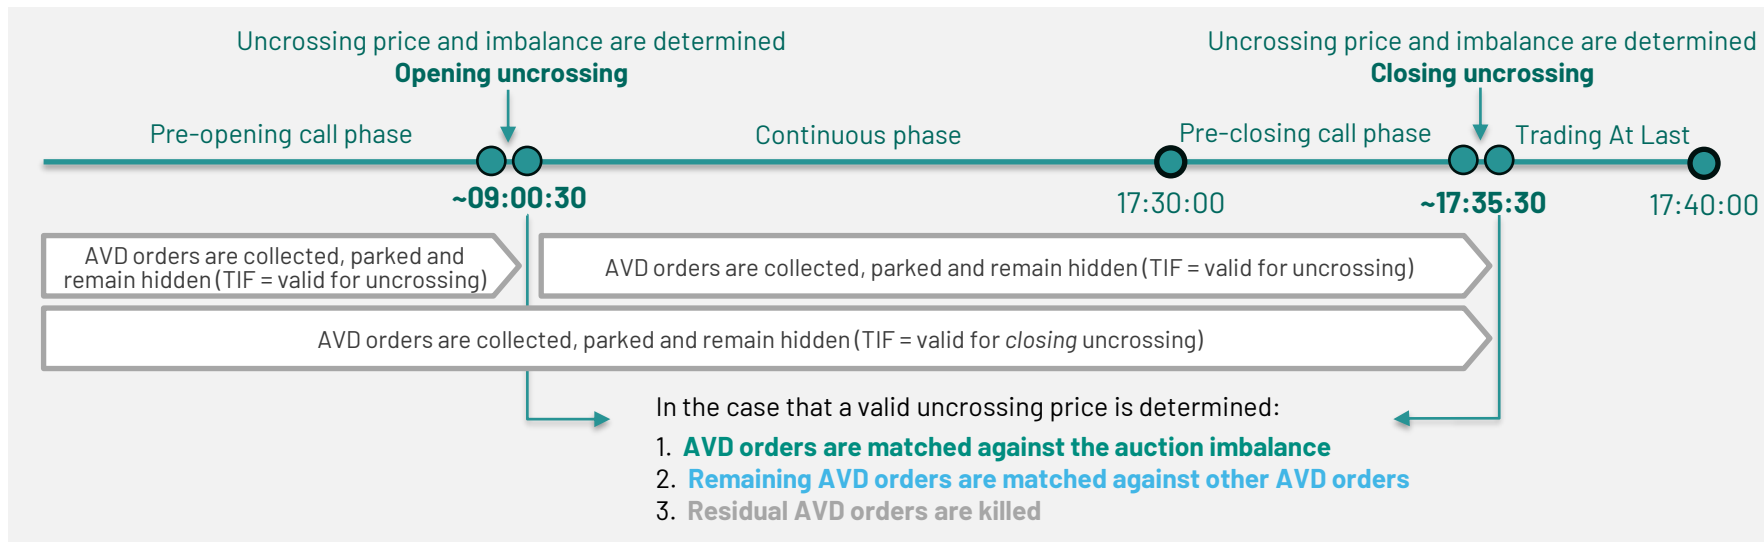 Uncrossing price and imbalance are determined
Opening uncrossing
Uncrossing price and imbalance are determined
Closing uncrossing
Pre-opening call phase
Continuous phase
Pre-closing call phase
Trading At Last
~09:00:30
17:30:00
~17:35:30
17:40:00
AVD orders are collected, parked and
remain hidden (TIF = valid for uncrossing)
AVD orders are collected, parked and remain hidden (TIF = valid for uncrossing)
AVD orders are collected, parked and remain hidden (TIF = valid for closing uncrossing)
In the case that a valid uncrossing price is determined:
1. AVD orders are matched against the auction imbalance
2. Remaining AVD orders are matched against other AVD orders
3. Residual AVD orders are killed